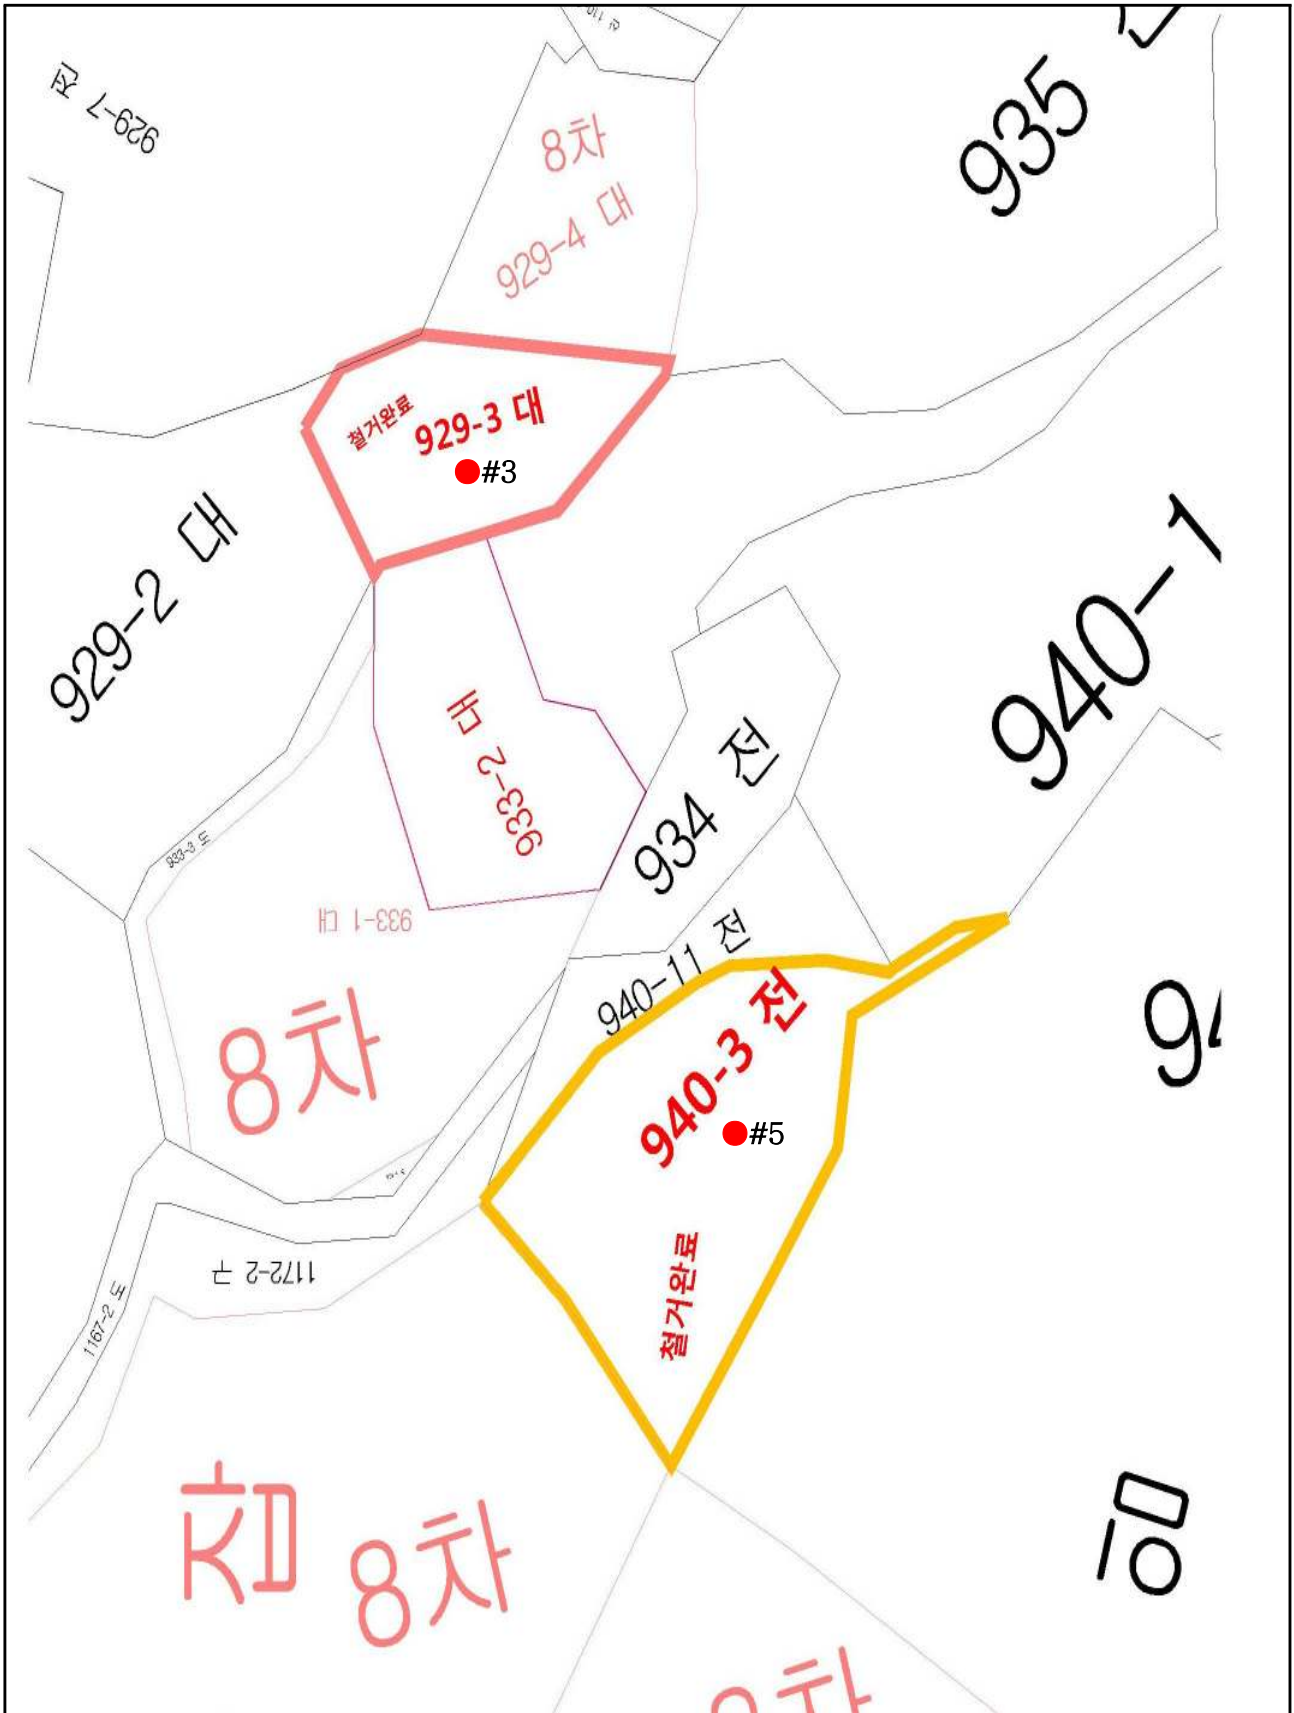 929-7 전
8차
929-4 대
935
철거완료
929-3 대
#3
929-2 대
940-1
933-2 대
934 전
933-3 도
933-1 대
940-11 전
940-3 전
8차
#5
철거완료
1172-2 구
1167-2 도
8차
8차